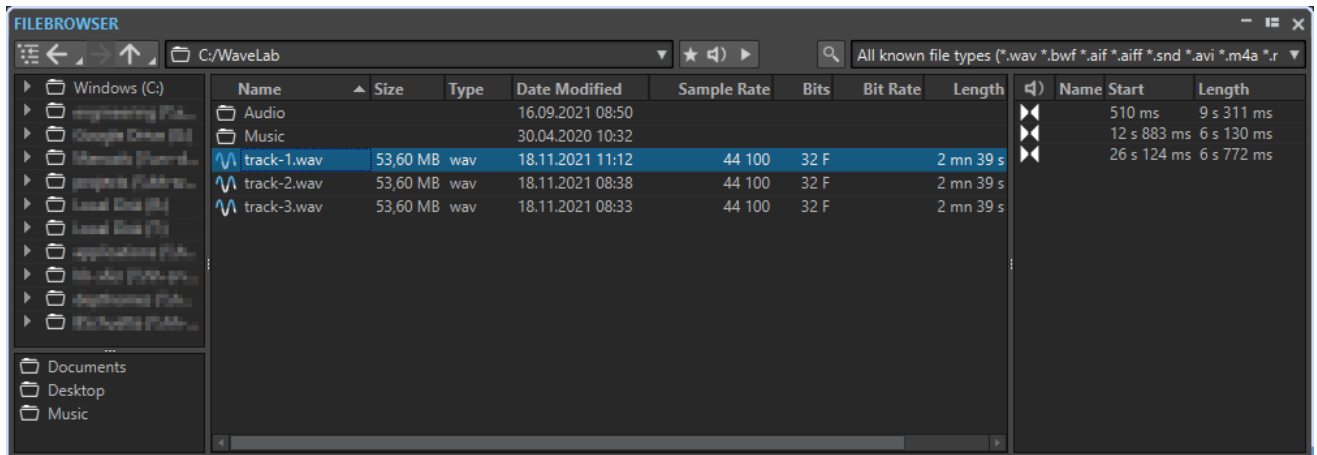 FILEBROWSER
C:/WaveLab All known file types (*.wav *.bwf *.aif *.aiff *.snd *.avi *.m4a *.r
Windows (C:)
Documents
Desktop
Music
Name Size Type Date Modified Sample Rate Bits Bit Rate Length
Audio 16.09.2021 08:50
Music 30.04.2020 10:32
track-1.wav 53,60 MB wav 18.11.2021 11:12 44 100 32 F 2 mn 39 s
track-2.wav 53,60 MB wav 18.11.2021 08:38 44 100 32 F 2 mn 39 s
track-3.wav 53,60 MB wav 18.11.2021 08:33 44 100 32 F 2 mn 39 s
Name Start Length
510 ms 9 s 311 ms
12 s 883 ms 6 s 130 ms
26 s 124 ms 6 s 772 ms